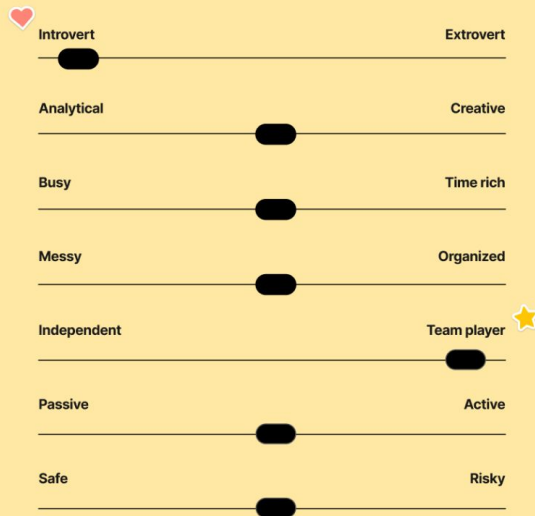 Introvert Extrovert
Analytical Creative
Busy Time rich
Messy Organized
Independent Team player
Passive Active
Safe Risky